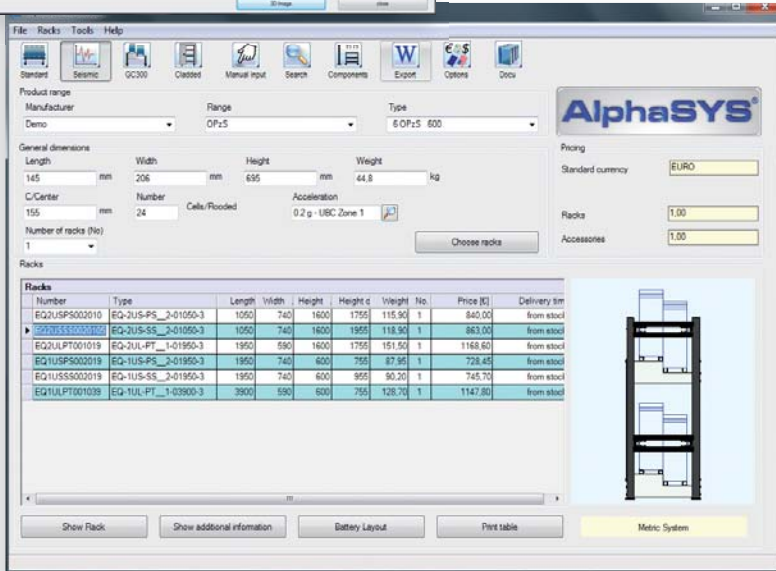 3D Image close
File Racks Tools Help
Standard Seismic GC300 Cladded Manual input Search Components Export Options Docu
Product range
Manufacturer Range Type
Demo OPzS 6 OPzS 600
AlphaSYS®
General dimensions
Length Width Height Weight
145 mm 206 mm 695 mm 44,8 kg
C/Center Number Acceleration
155 mm 24 Cells/Flooded 0.2 g - UBC Zone 1
Number of racks (No)
1
Choose racks
Pricing
Standard currency EURO
Racks 1,00
Accessories 1,00
Racks
Racks
Number Type Length Width Height Height c Weight No. Price [€] Delivery tim
EQ2USPS002010 EQ-2US-PS__2-01050-3 1050 740 1600 1755 115,90 1 840,00 from stock
EQ2USSS0020105 EQ-2US-SS__2-01050-3 1050 740 1600 1955 118,90 1 863,00 from stock
EQ2ULPT001019 EQ-2UL-PT__1-01950-3 1950 590 1600 1755 151,50 1 1168,60 from stock
EQ1USPS002019 EQ-1US-PS__2-01950-3 1950 740 600 755 87,95 1 728,45 from stock
EQ1USSS002019 EQ-1US-SS__2-01950-3 1950 740 600 955 90,20 1 745,70 from stock
EQ1ULPT001039 EQ-1UL-PT__1-03900-3 3900 590 600 755 128,70 1 1147,80 from stock
Show Rack Show additional information Battery Layout Print table Metric System